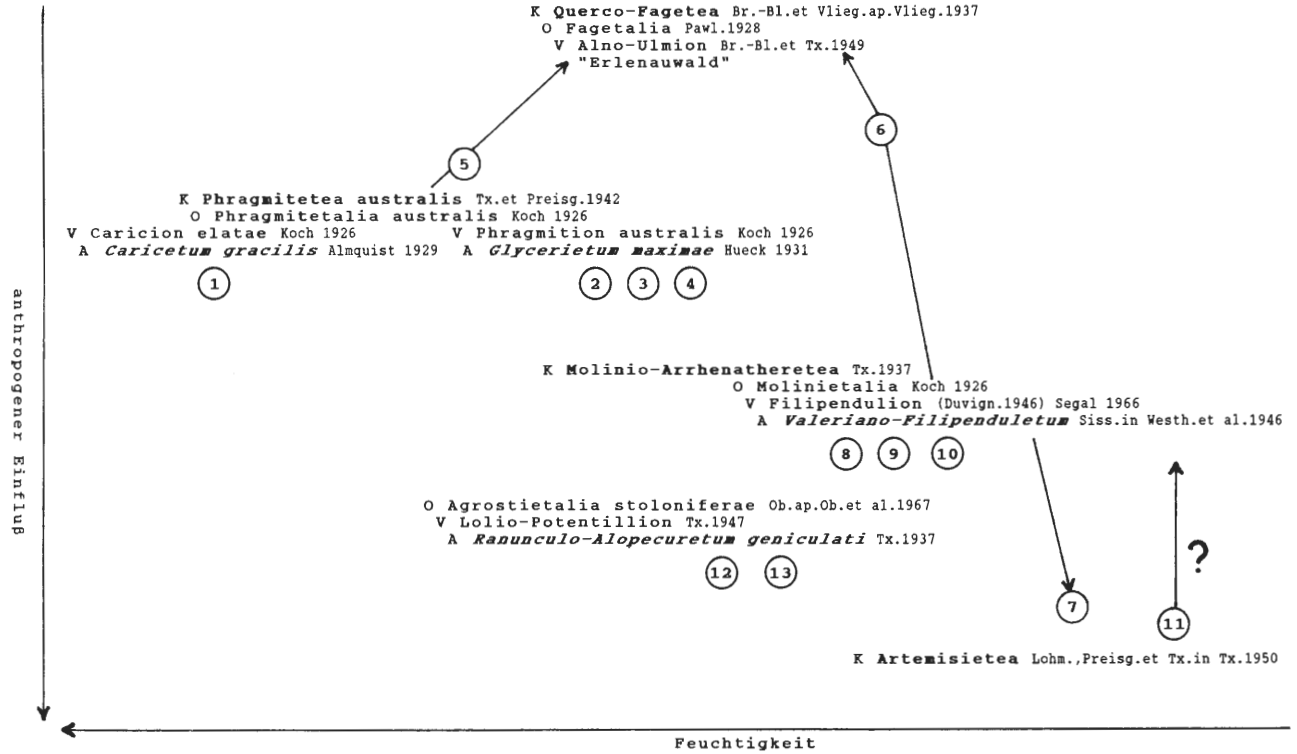 K Querco-Fagetea Br.-Bl.et Vlieg.ap.Vlieg.1937
O Fagetalia Pawl.1928
V Alno-Ulmion Br.-Bl.et Tx.1949
"Erlenauwald"
6
5
K Phragmitetea australis Tx.et Preisg.1942
O Phragmitetalia australis Koch 1926
V Caricion elatae Koch 1926 V Phragmition australis Koch 1926
A Caricetum gracilis Almquist 1929 A Glycerietum maximae Hueck 1931
1 2 3 4
anthropogener Einfluß
K Molinio-Arrhenatheretea Tx.1937
O Molinietalia Koch 1926
V Filipendulion (Duvign.1946) Segal 1966
A Valeriano-Filipenduletum Siss.in Westh.et al.1946
8 9 10
O Agrostietalia stoloniferae Ob.ap.Ob.et al.1967
V Lolio-Potentillion Tx.1947
A Ranunculo-Alopecuretum geniculati Tx.1937
?
12 13
7
11
K Artemisietea Lohm.,Preisg.et Tx.in Tx.1950
Feuchtigkeit